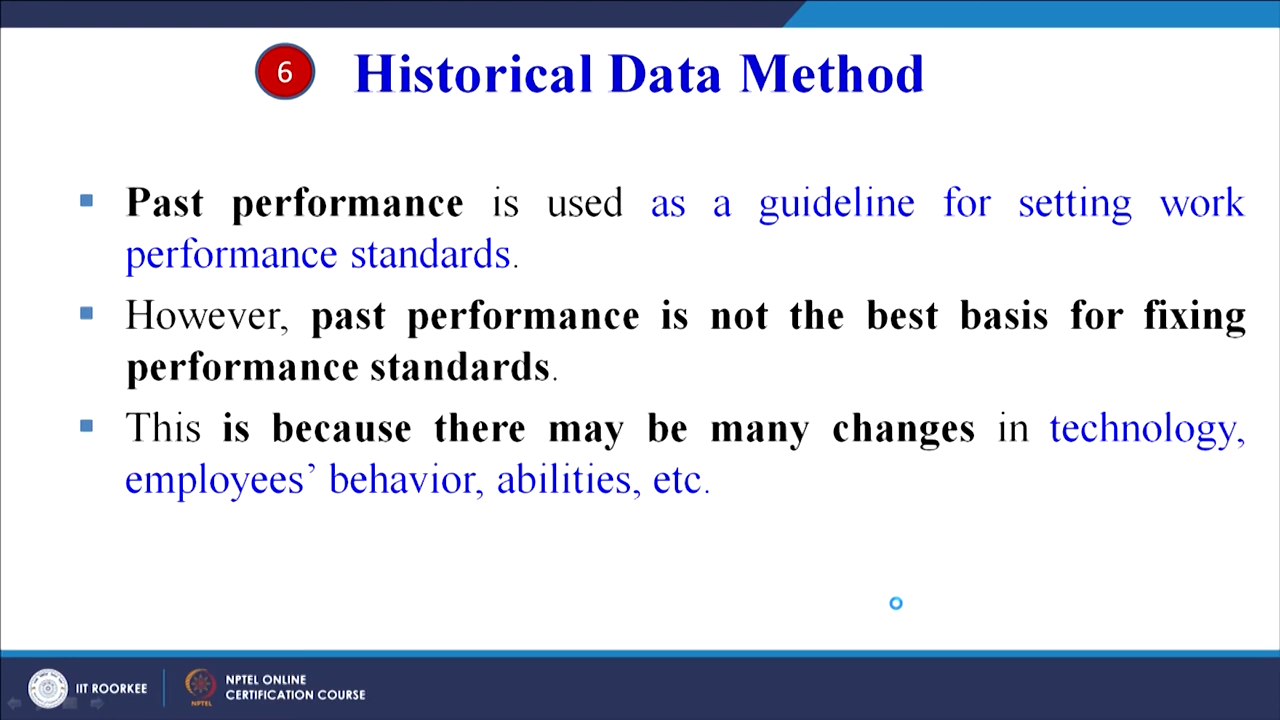 6 Historical Data Method
▪ Past performance is used as a guideline for setting work
performance standards.
▪ However, past performance is not the best basis for fixing
performance standards.
▪ This is because there may be many changes in technology,
employees’ behavior, abilities, etc.
IIT ROORKEE
NPTEL
NPTEL ONLINE
CERTIFICATION COURSE